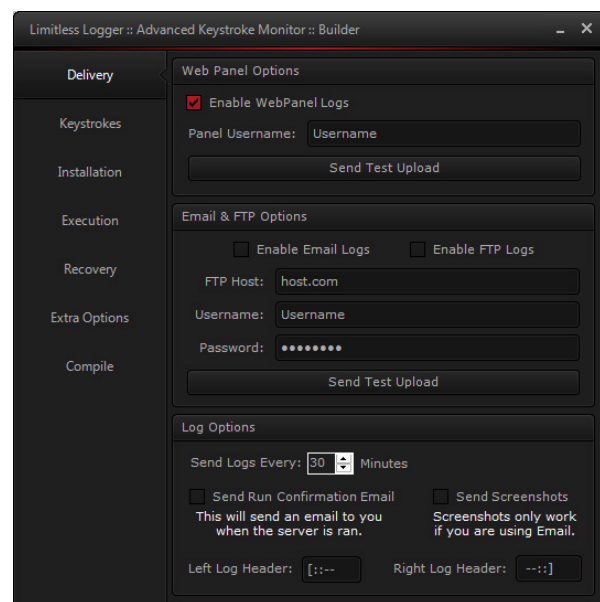 Limitless Logger :: Advanced Keystroke Monitor :: Builder
Delivery
Keystrokes
Installation
Execution
Recovery
Extra Options
Compile
Web Panel Options
Enable WebPanel Logs
Panel Username: Username
Send Test Upload
Email & FTP Options
Enable Email Logs Enable FTP Logs
FTP Host: host.com
Username: Username
Password: ••••••••
Send Test Upload
Log Options
Send Logs Every: 30 Minutes
Send Run Confirmation Email
This will send an email to you
when the server is ran.
Send Screenshots
Screenshots only work
if you are using Email.
Left Log Header: [::-- Right Log Header: --::]